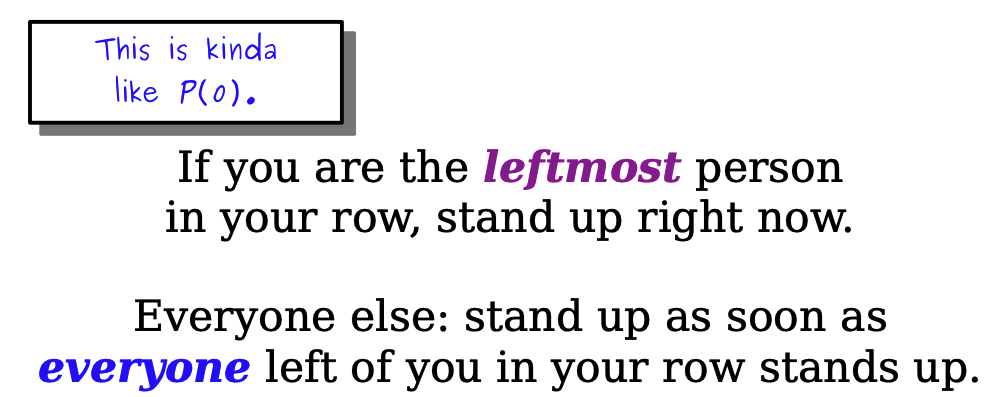 This is kinda
like P(0).
If you are the leftmost person
in your row, stand up right now.
Everyone else: stand up as soon as
everyone left of you in your row stands up.